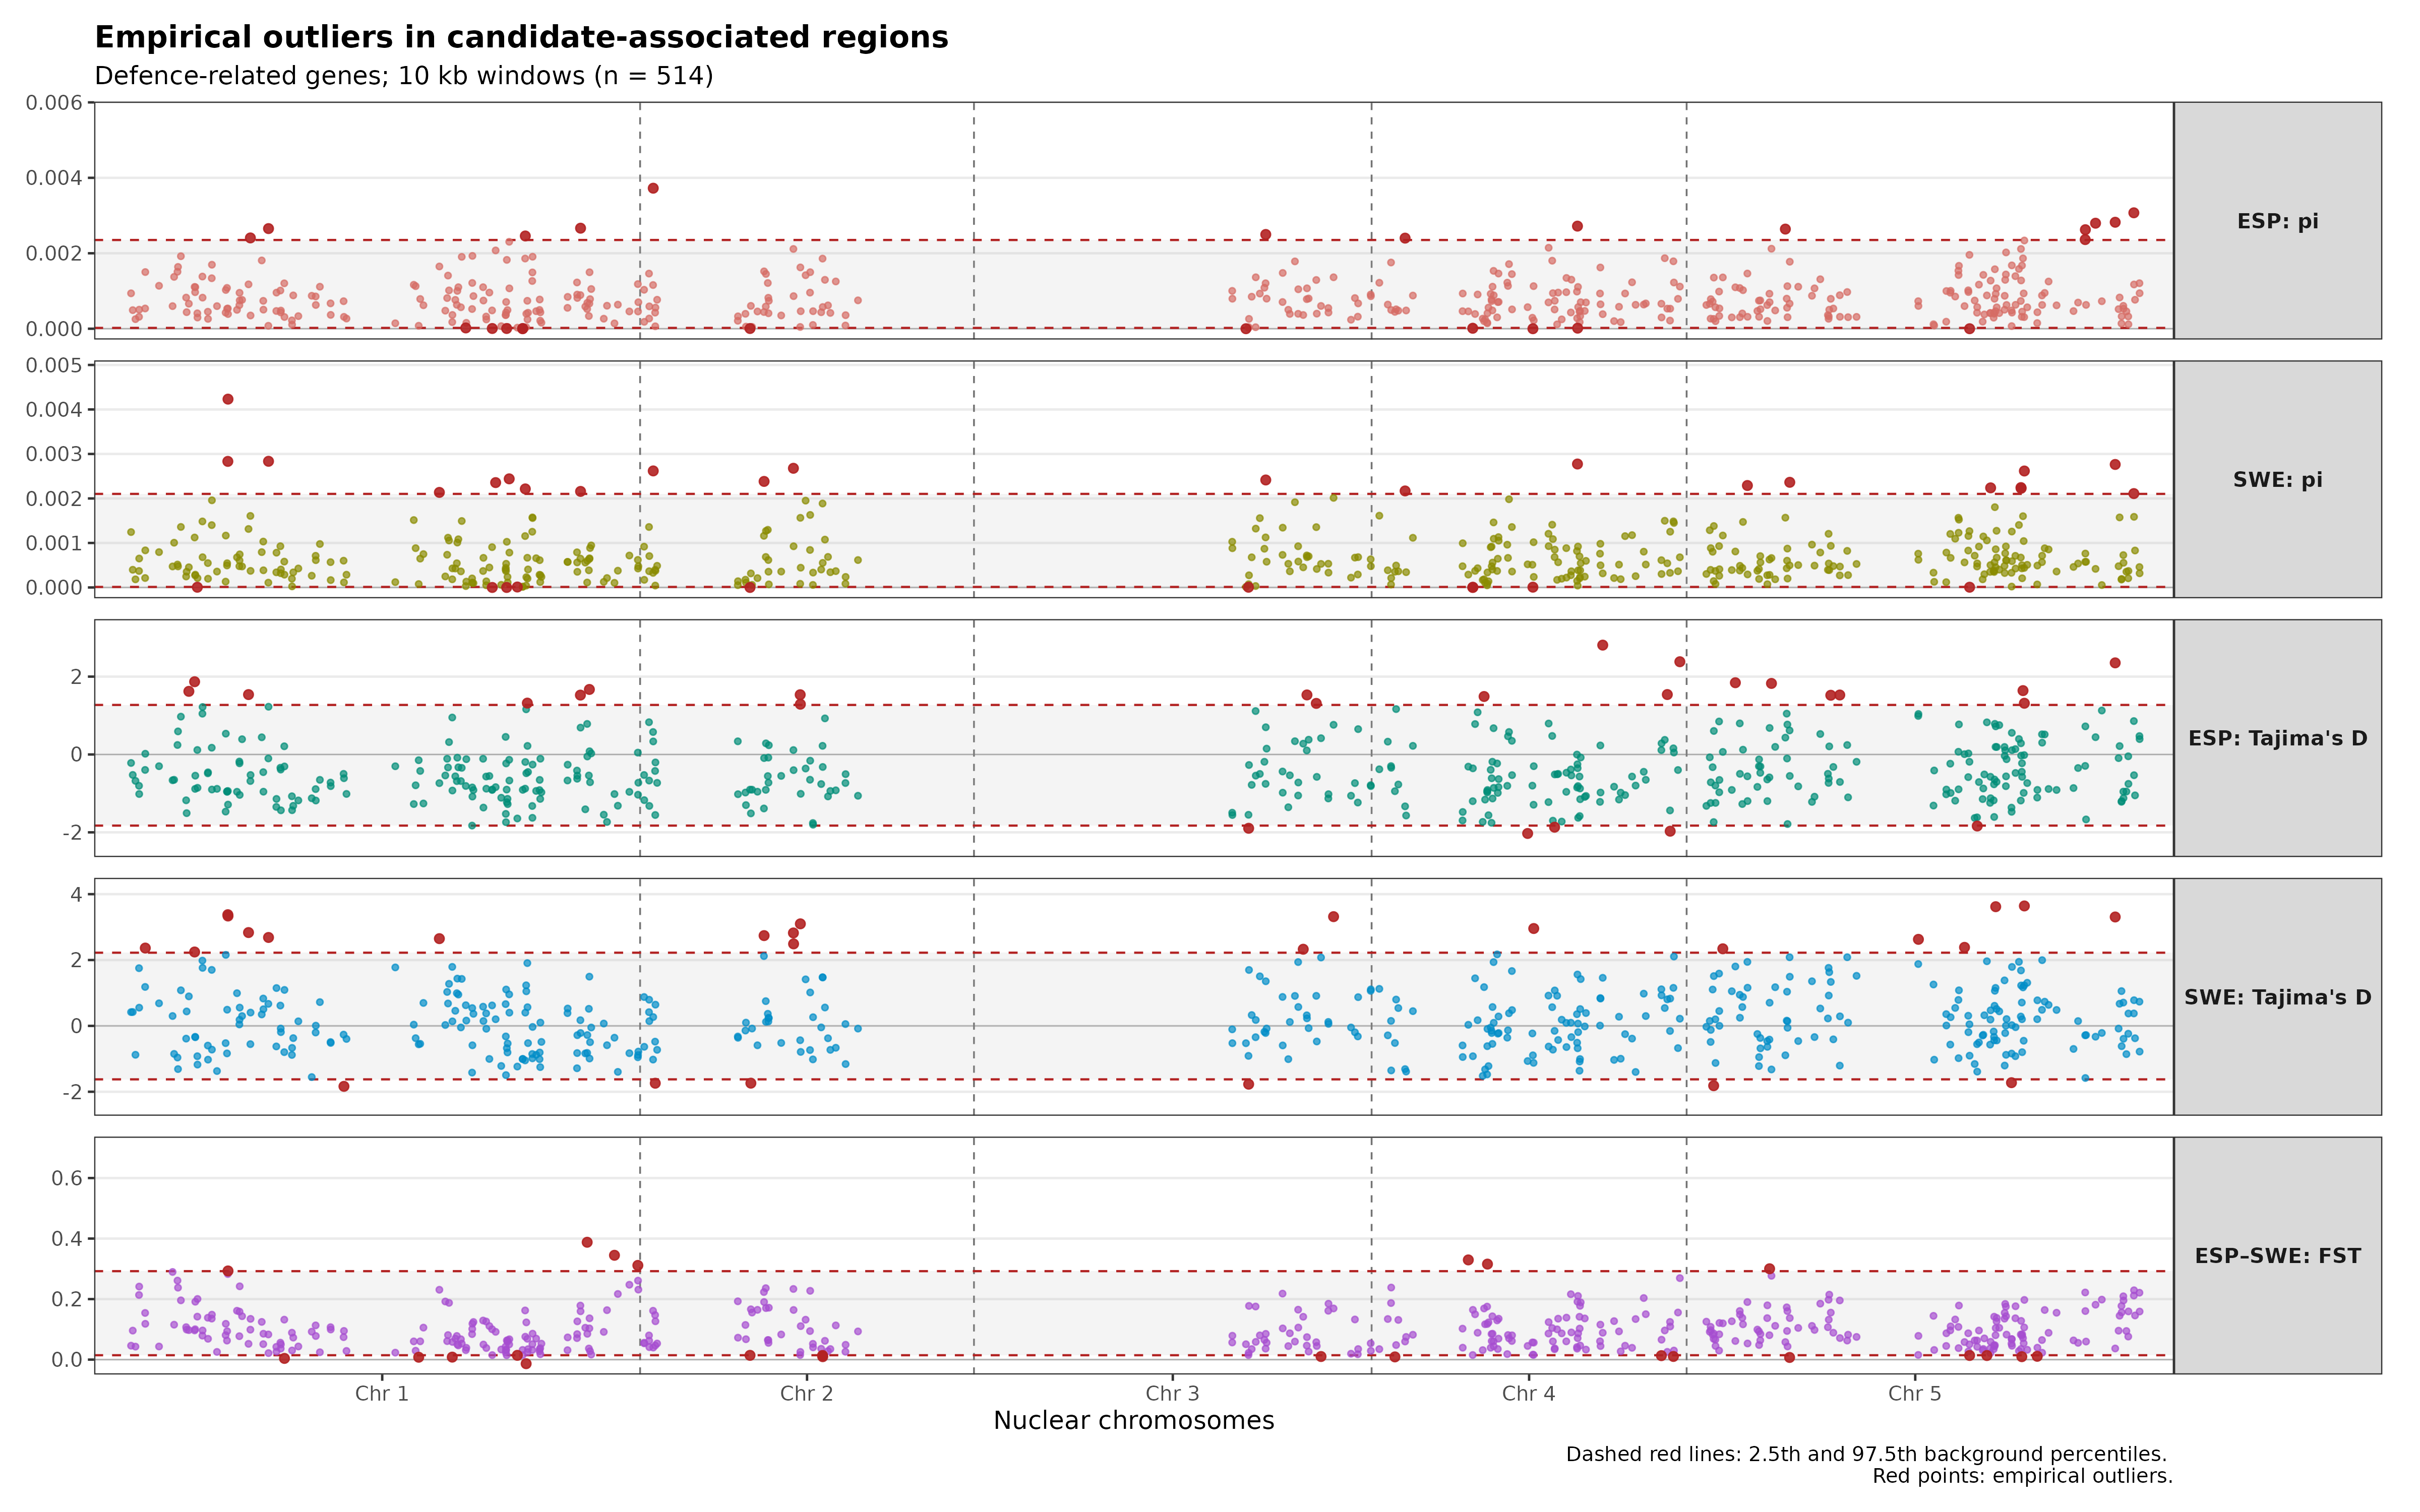 Empirical outliers in candidate-associated regions
Defence-related genes; 10 kb windows (n = 514)
0.006
0.004
0.002
0.000
ESP: pi
0.005
0.004
0.003
0.002
0.001
0.000
SWE: pi
2
0
-2
ESP: Tajima's D
4
2
0
-2
SWE: Tajima's D
0.6
0.4
0.2
0.0
ESP–SWE: FST
Chr 1 Chr 2 Chr 3 Chr 4 Chr 5
Nuclear chromosomes
Dashed red lines: 2.5th and 97.5th background percentiles.
Red points: empirical outliers.